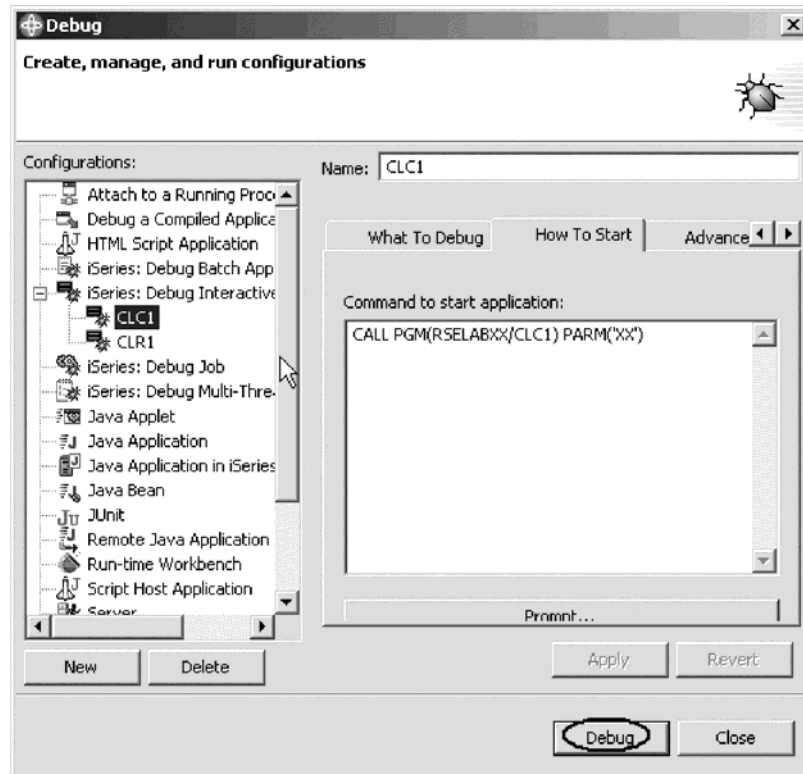 Debug
Create, manage, and run configurations
Configurations:
Attach to a Running Proc
Debug a Compiled Applica
HTML Script Application
iSeries: Debug Batch App
iSeries: Debug Interactive
CLC1
CLR1
iSeries: Debug Job
iSeries: Debug Multi-Thre
Java Applet
Java Application
Java Application in iSeries
Java Bean
JUnit
Remote Java Application
Run-time Workbench
Script Host Application
Server
New
Delete
Name: CLC1
What To Debug
How To Start
Advance
Command to start application:
CALL PGM(RSELABXX/CLC1) PARM('XX')
Prompt...
Apply
Revert
Debug
Close